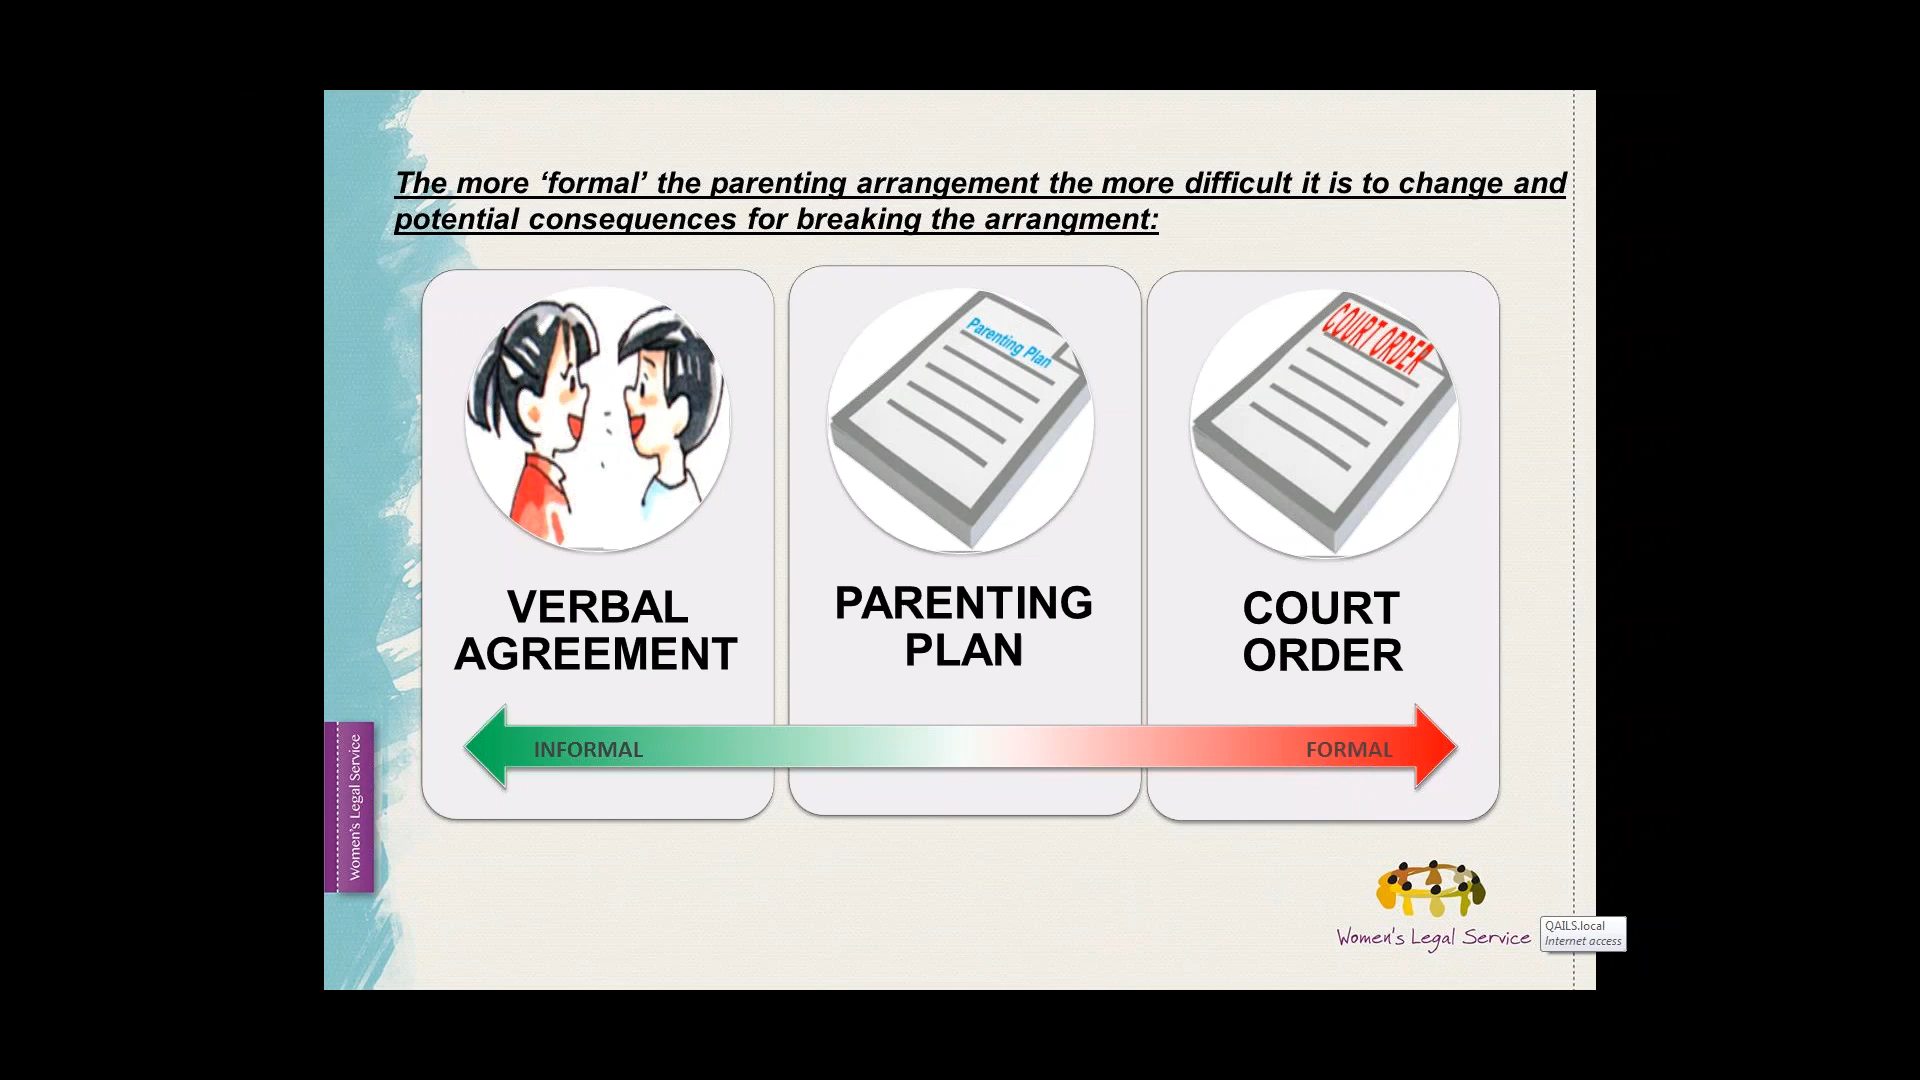 The more ‘formal’ the parenting arrangement the more difficult it is to change and
potential consequences for breaking the arrangment:
Parenting Plan
COURT ORDER
VERBAL
AGREEMENT
PARENTING
PLAN
COURT
ORDER
INFORMAL
FORMAL
Women's Legal Service
Women's Legal Service
QAILS.local
Internet access